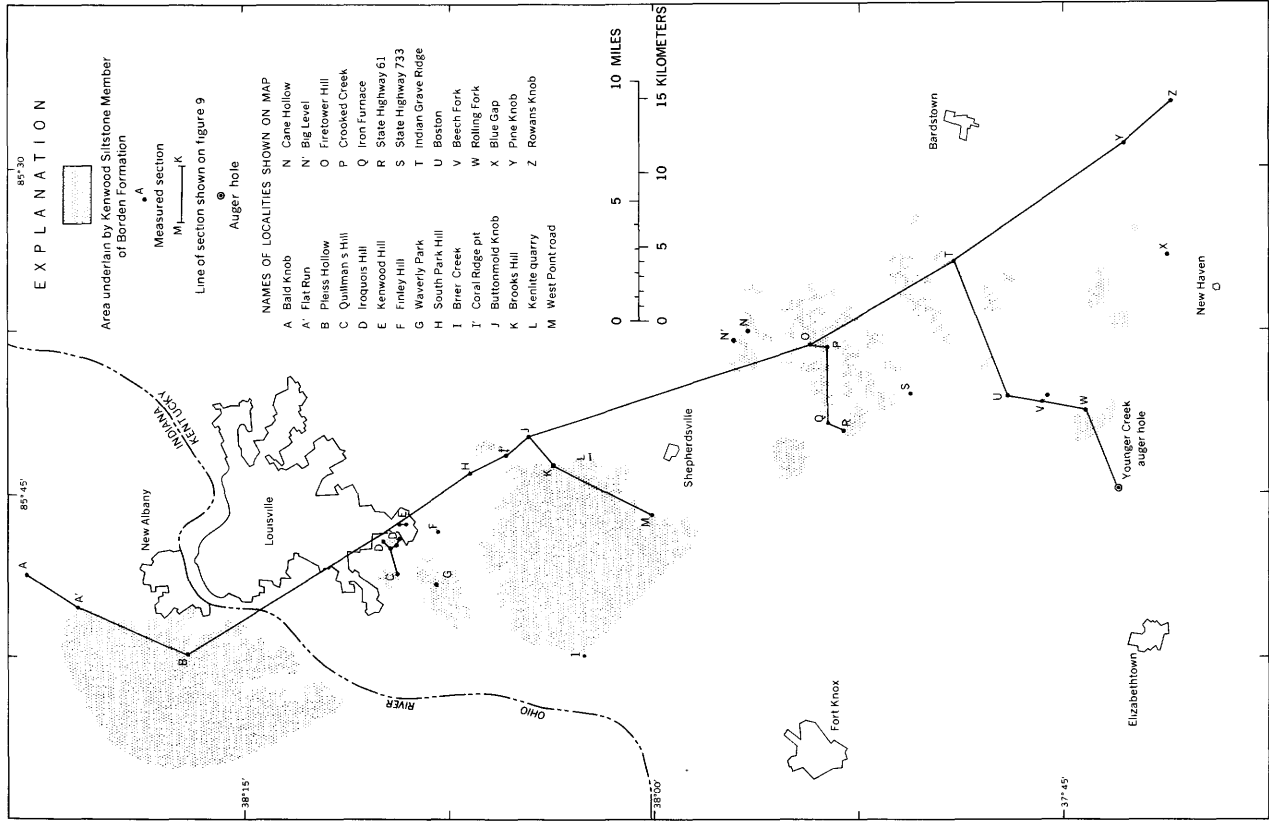 EXPLANATION
Area underlain by Kenwood Siltstone Member
of Borden Formation
A
Measured section
M K
Line of section shown on figure 9
Auger hole
NAMES OF LOCALITIES SHOWN ON MAP
A Bald Knob
A' Flat Run
B Pleiss Hollow
C Quillman s Hill
D Iroquois Hill
E Kenwood Hill
F Finley Hill
G Waverly Park
H South Park Hill
I Brier Creek
I' Coral Ridge pit
J Buttonmold Knob
K Brooks Hill
L Kenlite quarry
M West Point road
N Cane Hollow
N' Big Level
O Firetower Hill
P Crooked Creek
Q Iron Furnace
R State Highway 61
S State Highway 733
T Indian Grave Ridge
U Boston
V Beech Fork
W Rolling Fork
X Blue Gap
Y Pine Knob
Z Rowans Knob
0 5 10 MILES
0 5 10 15 KILOMETERS
85°45'
85°30'
38°15'
38°00'
37°45'
INDIANA
KENTUCKY
New Albany
Louisville
OHIO
RIVER
A
A'
B
C
D
D'
E
F
G
H
I'
J
K
L
I
M
Shepherdsville
Fort Knox
N'
N
O
P
Q
R
S
T
U
V
W
Younger Creek
auger hole
Bardstown
Y
Z
X
New Haven
Elizabethtown